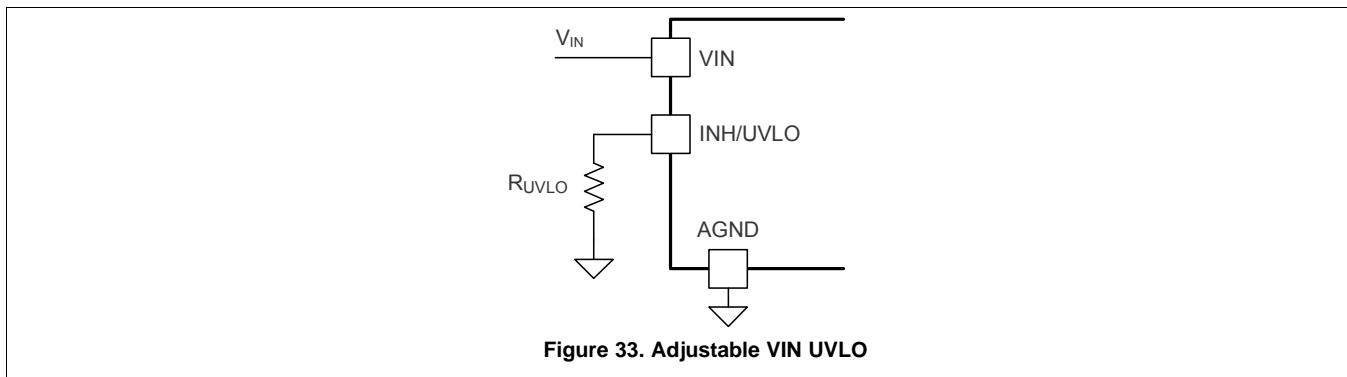 VIN
VIN
INH/UVLO
RUVLO
AGND
Figure 33. Adjustable VIN UVLO